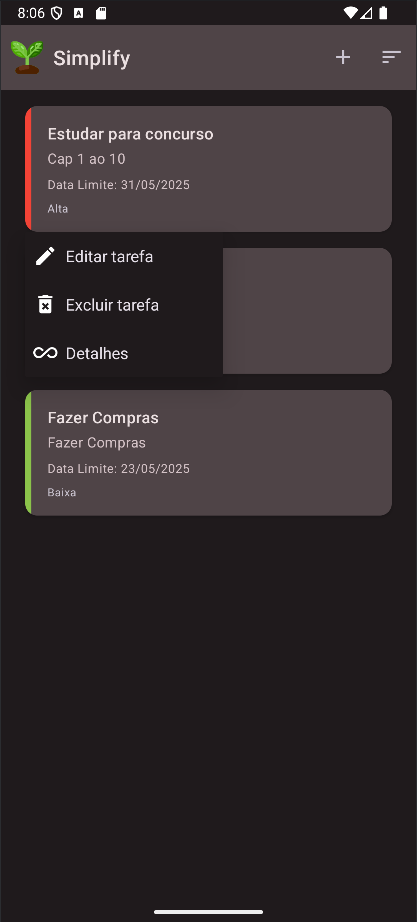 8:06
Simplify
Estudar para concurso
Cap 1 ao 10
Data Limite: 31/05/2025
Alta
Editar tarefa
Excluir tarefa
Detalhes
Fazer Compras
Fazer Compras
Data Limite: 23/05/2025
Baixa